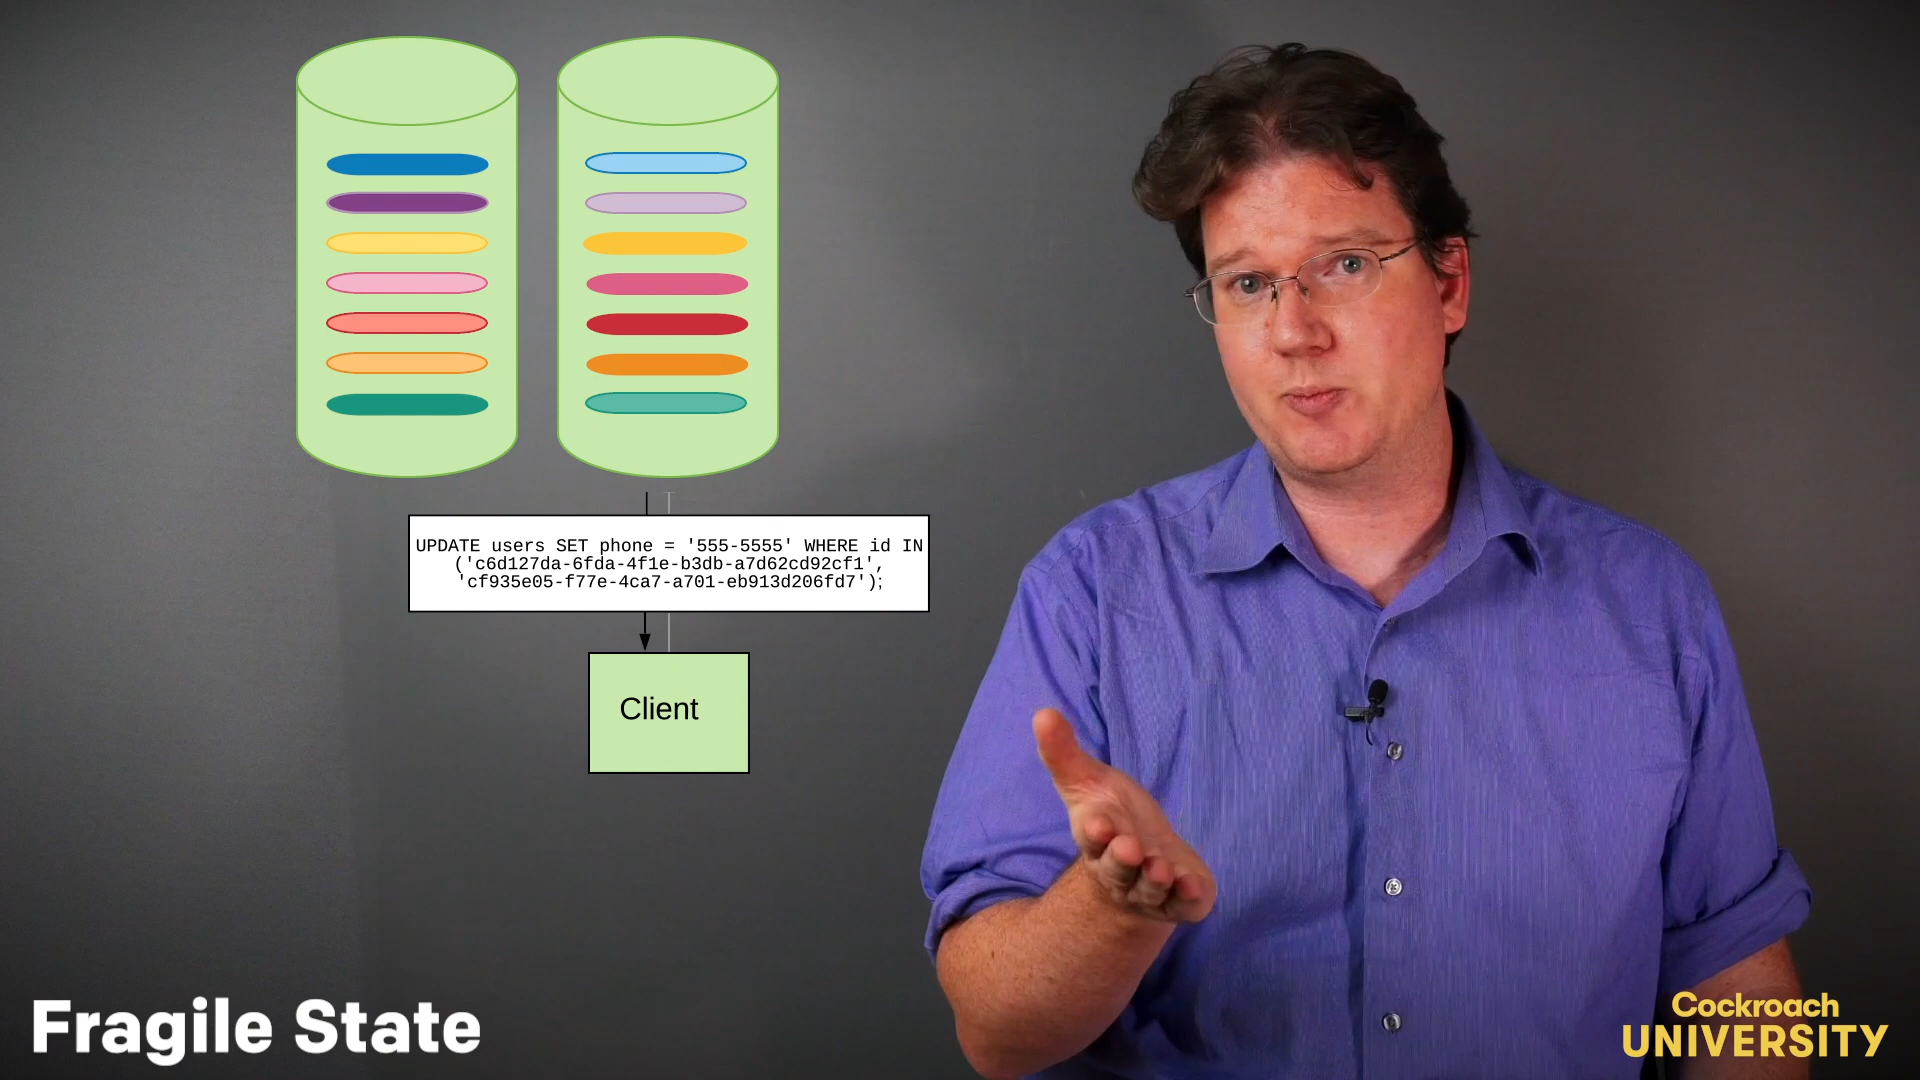 UPDATE users SET phone = '555-5555' WHERE id IN
('c6d127da-6fda-4f1e-b3db-a7d62cd92cf1',
'cf935e05-f77e-4ca7-a701-eb913d206fd7');
Client
Fragile State
Cockroach
UNIVERSITY